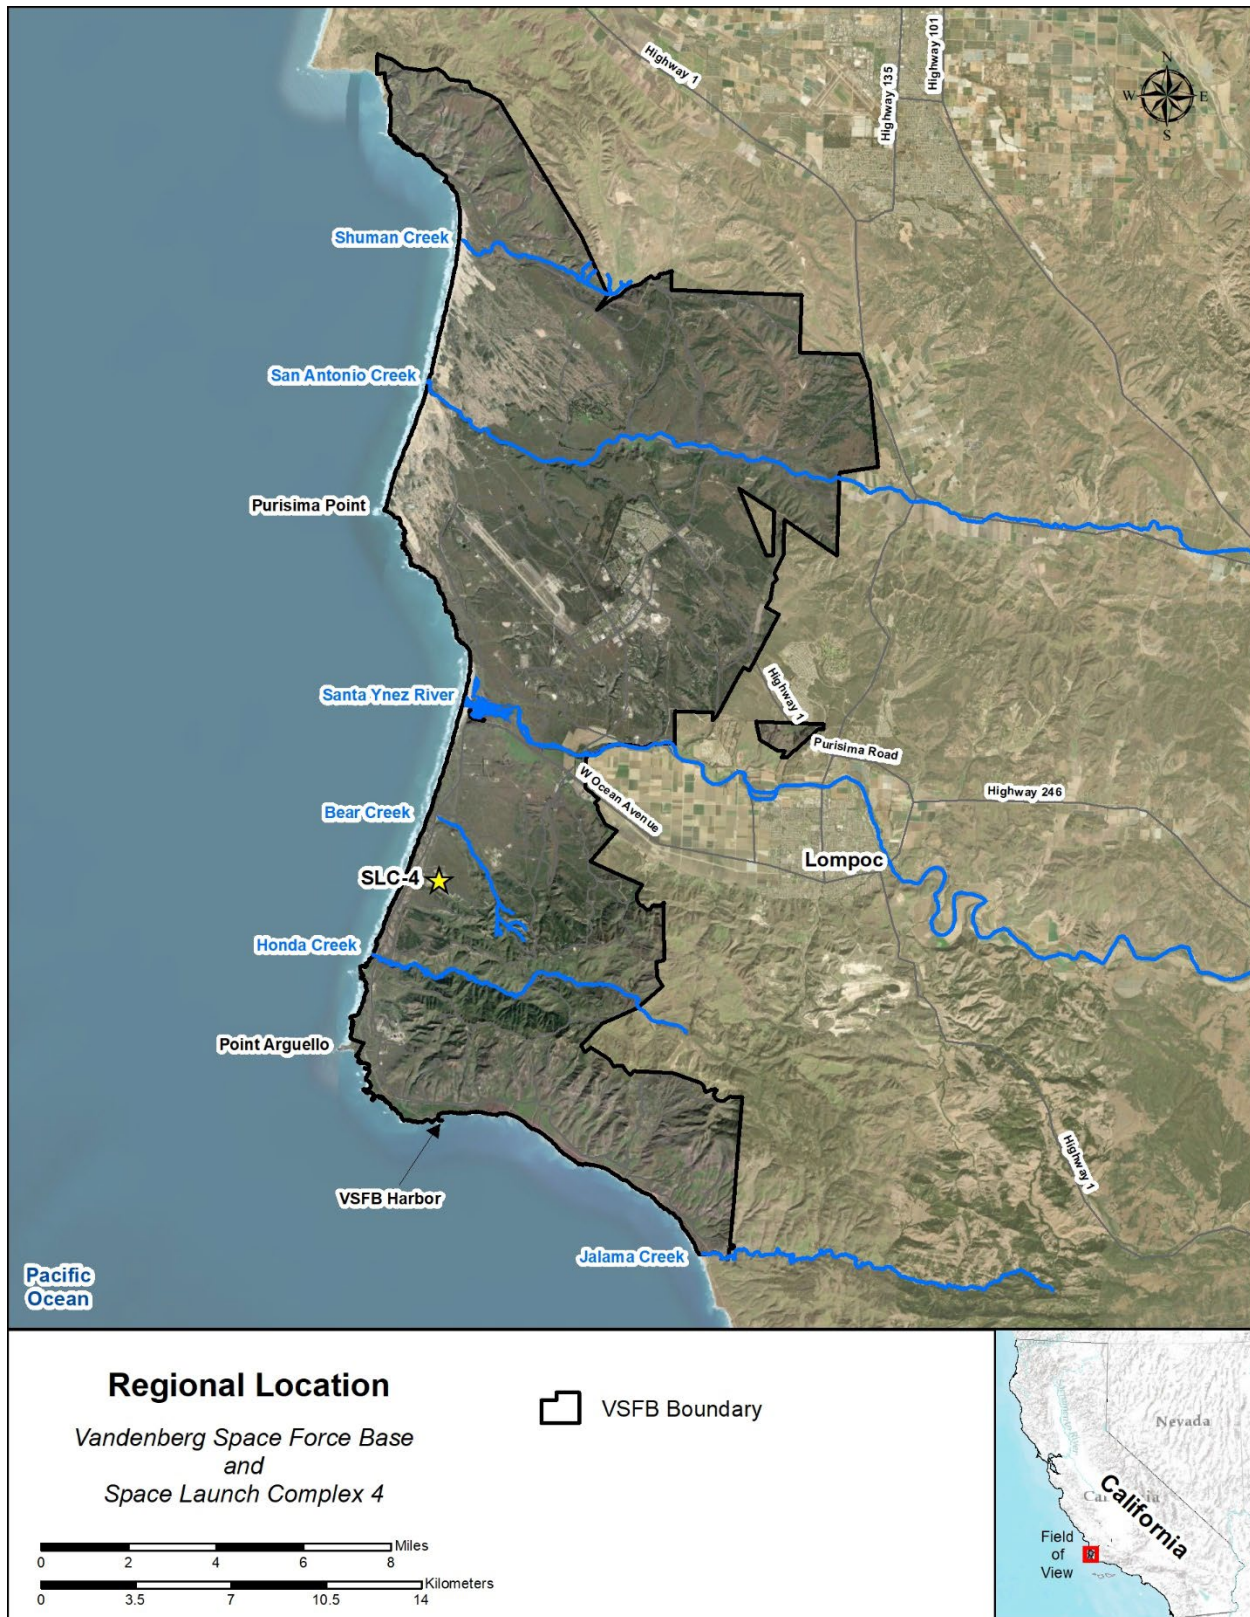 Highway 1
Highway 135
Highway 101
N
W
E
S
Shuman Creek
San Antonio Creek
Purisima Point
Santa Ynez River
Highway 1
Purisima Road
W Ocean Avenue
Highway 246
Bear Creek
Lompoc
SLC-4
Honda Creek
Point Arguello
Highway 1
VSFB Harbor
Jalama Creek
Pacific
Ocean
Regional Location
Vandenberg Space Force Base
and
Space Launch Complex 4
VSFB Boundary
Miles
0 2 4 6 8
Kilometers
0 3.5 7 10.5 14
Nevada
California
Field
of
View